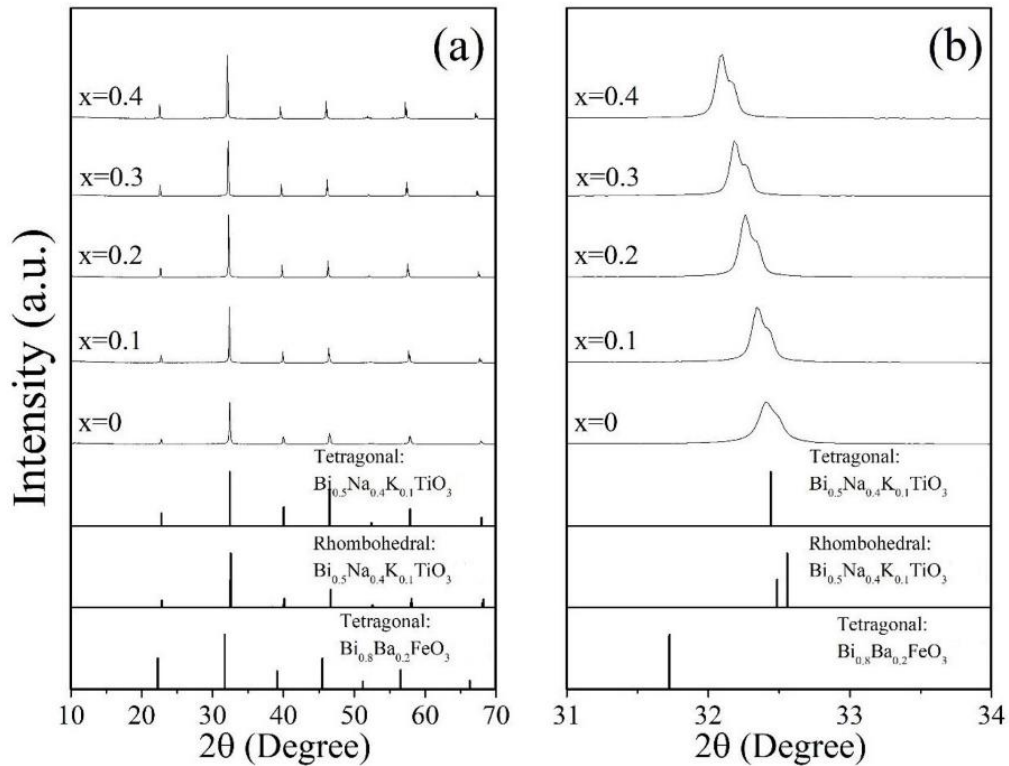 Intensity (a.u.)
(a)
x=0.4
x=0.3
x=0.2
x=0.1
x=0
Tetragonal:
Bi₀.₅Na₀.₄K₀.₁TiO₃
Rhombohedral:
Bi₀.₅Na₀.₄K₀.₁TiO₃
Tetragonal:
Bi₀.₈Ba₀.₂FeO₃
10 20 30 40 50 60 70
2θ (Degree)
(b)
x=0.4
x=0.3
x=0.2
x=0.1
x=0
Tetragonal:
Bi₀.₅Na₀.₄K₀.₁TiO₃
Rhombohedral:
Bi₀.₅Na₀.₄K₀.₁TiO₃
Tetragonal:
Bi₀.₈Ba₀.₂FeO₃
31 32 33 34
2θ (Degree)